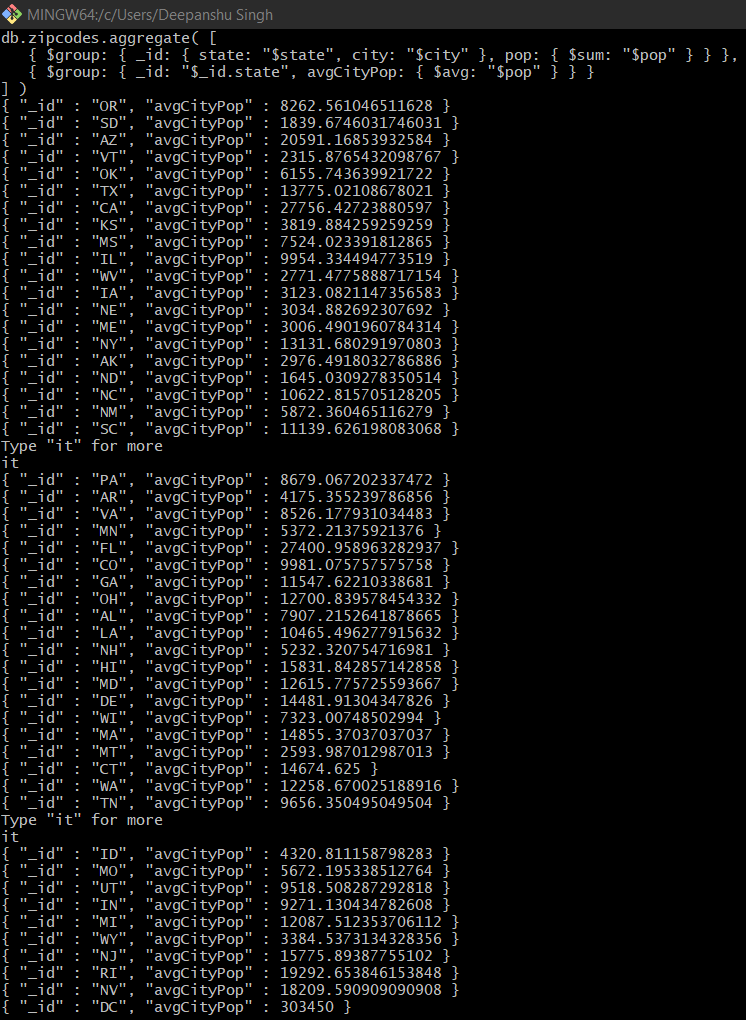 MINGW64:/c/Users/Deepanshu Singh
db.zipcodes.aggregate( [
   { $group: { _id: { state: "$state", city: "$city" }, pop: { $sum: "$pop" } } },
   { $group: { _id: "$_id.state", avgCityPop: { $avg: "$pop" } } }
] )
{ "_id" : "OR", "avgCityPop" : 8262.561046511628 }
{ "_id" : "SD", "avgCityPop" : 1839.6746031746031 }
{ "_id" : "AZ", "avgCityPop" : 20591.16853932584 }
{ "_id" : "VT", "avgCityPop" : 2315.8765432098767 }
{ "_id" : "OK", "avgCityPop" : 6155.743639921722 }
{ "_id" : "TX", "avgCityPop" : 13775.02108678021 }
{ "_id" : "CA", "avgCityPop" : 27756.42723880597 }
{ "_id" : "KS", "avgCityPop" : 3819.884259259259 }
{ "_id" : "MS", "avgCityPop" : 7524.023391812865 }
{ "_id" : "IL", "avgCityPop" : 9954.334494773519 }
{ "_id" : "WV", "avgCityPop" : 2771.4775888717154 }
{ "_id" : "IA", "avgCityPop" : 3123.0821147356583 }
{ "_id" : "NE", "avgCityPop" : 3034.882692307692 }
{ "_id" : "ME", "avgCityPop" : 3006.4901960784314 }
{ "_id" : "NY", "avgCityPop" : 13131.680291970803 }
{ "_id" : "AK", "avgCityPop" : 2976.4918032786886 }
{ "_id" : "ND", "avgCityPop" : 1645.0309278350514 }
{ "_id" : "NC", "avgCityPop" : 10622.815705128205 }
{ "_id" : "NM", "avgCityPop" : 5872.360465116279 }
{ "_id" : "SC", "avgCityPop" : 11139.626198083068 }
Type "it" for more
it
{ "_id" : "PA", "avgCityPop" : 8679.067202337472 }
{ "_id" : "AR", "avgCityPop" : 4175.355239786856 }
{ "_id" : "VA", "avgCityPop" : 8526.177931034483 }
{ "_id" : "MN", "avgCityPop" : 5372.21375921376 }
{ "_id" : "FL", "avgCityPop" : 27400.958963282937 }
{ "_id" : "CO", "avgCityPop" : 9981.075757575758 }
{ "_id" : "GA", "avgCityPop" : 11547.62210338681 }
{ "_id" : "OH", "avgCityPop" : 12700.839578454332 }
{ "_id" : "AL", "avgCityPop" : 7907.2152641878665 }
{ "_id" : "LA", "avgCityPop" : 10465.496277915632 }
{ "_id" : "NH", "avgCityPop" : 5232.320754716981 }
{ "_id" : "HI", "avgCityPop" : 15831.842857142858 }
{ "_id" : "MD", "avgCityPop" : 12615.775725593667 }
{ "_id" : "DE", "avgCityPop" : 14481.91304347826 }
{ "_id" : "WI", "avgCityPop" : 7323.00748502994 }
{ "_id" : "MA", "avgCityPop" : 14855.37037037037 }
{ "_id" : "MT", "avgCityPop" : 2593.987012987013 }
{ "_id" : "CT", "avgCityPop" : 14674.625 }
{ "_id" : "WA", "avgCityPop" : 12258.670025188916 }
{ "_id" : "TN", "avgCityPop" : 9656.350495049504 }
Type "it" for more
it
{ "_id" : "ID", "avgCityPop" : 4320.811158798283 }
{ "_id" : "MO", "avgCityPop" : 5672.195338512764 }
{ "_id" : "UT", "avgCityPop" : 9518.508287292818 }
{ "_id" : "IN", "avgCityPop" : 9271.130434782608 }
{ "_id" : "MI", "avgCityPop" : 12087.512353706112 }
{ "_id" : "WY", "avgCityPop" : 3384.5373134328356 }
{ "_id" : "NJ", "avgCityPop" : 15775.89387755102 }
{ "_id" : "RI", "avgCityPop" : 19292.653846153848 }
{ "_id" : "NV", "avgCityPop" : 18209.590909090908 }
{ "_id" : "DC", "avgCityPop" : 303450 }